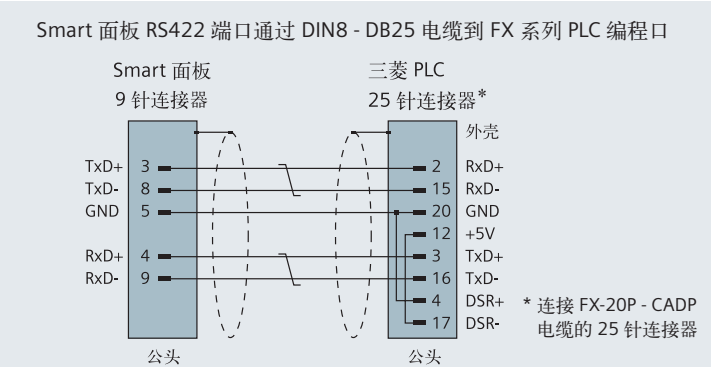 Smart 面板 RS422 端口通过 DIN8 - DB25 电缆到 FX 系列 PLC 编程口
Smart 面板
9 针连接器
三菱 PLC
25 针连接器*
外壳
TxD+ 3 2 RxD+
TxD- 8 15 RxD-
GND 5 20 GND
12 +5V
RxD+ 4 3 TxD+
RxD- 9 16 TxD-
4 DSR+
17 DSR-
* 连接 FX-20P - CADP
电缆的 25 针连接器
公头 公头